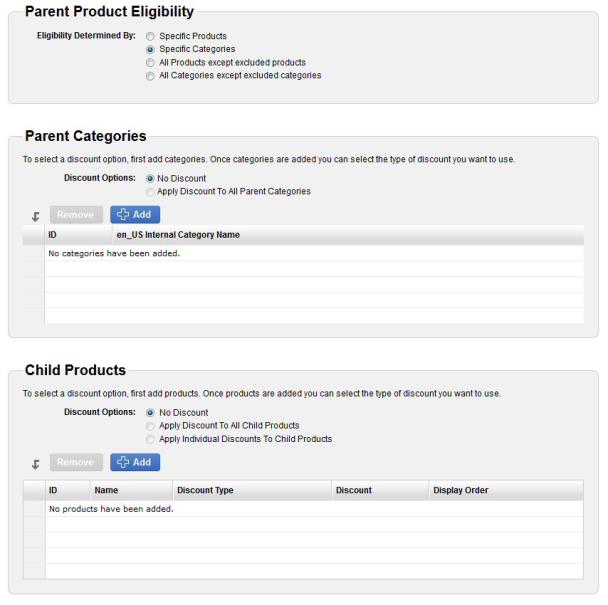 Parent Product Eligibility
Eligibility Determined By: Specific Products
Specific Categories
All Products except excluded products
All Categories except excluded categories
Parent Categories
To select a discount option, first add categories. Once categories are added you can select the type of discount you want to use.
Discount Options: No Discount
Apply Discount To All Parent Categories
Remove Add
ID en_US Internal Category Name
No categories have been added.
Child Products
To select a discount option, first add products. Once products are added you can select the type of discount you want to use.
Discount Options: No Discount
Apply Discount To All Child Products
Apply Individual Discounts To Child Products
Remove Add
ID Name Discount Type Discount Display Order
No products have been added.